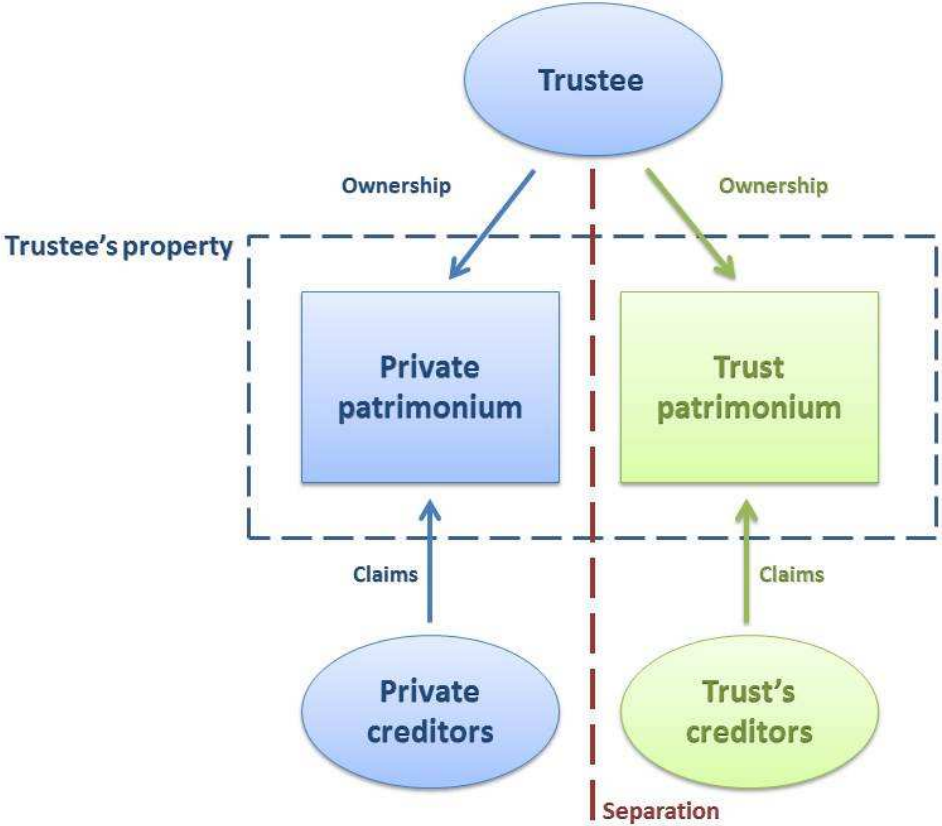 Trustee
Ownership
Ownership
Trustee's property
Private
patrimonium
Trust
patrimonium
Claims
Claims
Private
creditors
Trust's
creditors
Separation